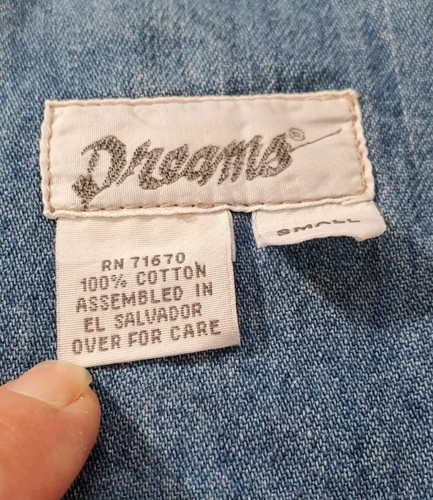 Dreams®
SMALL
RN 71670
100% COTTON
ASSEMBLED IN
EL SALVADOR
OVER FOR CARE